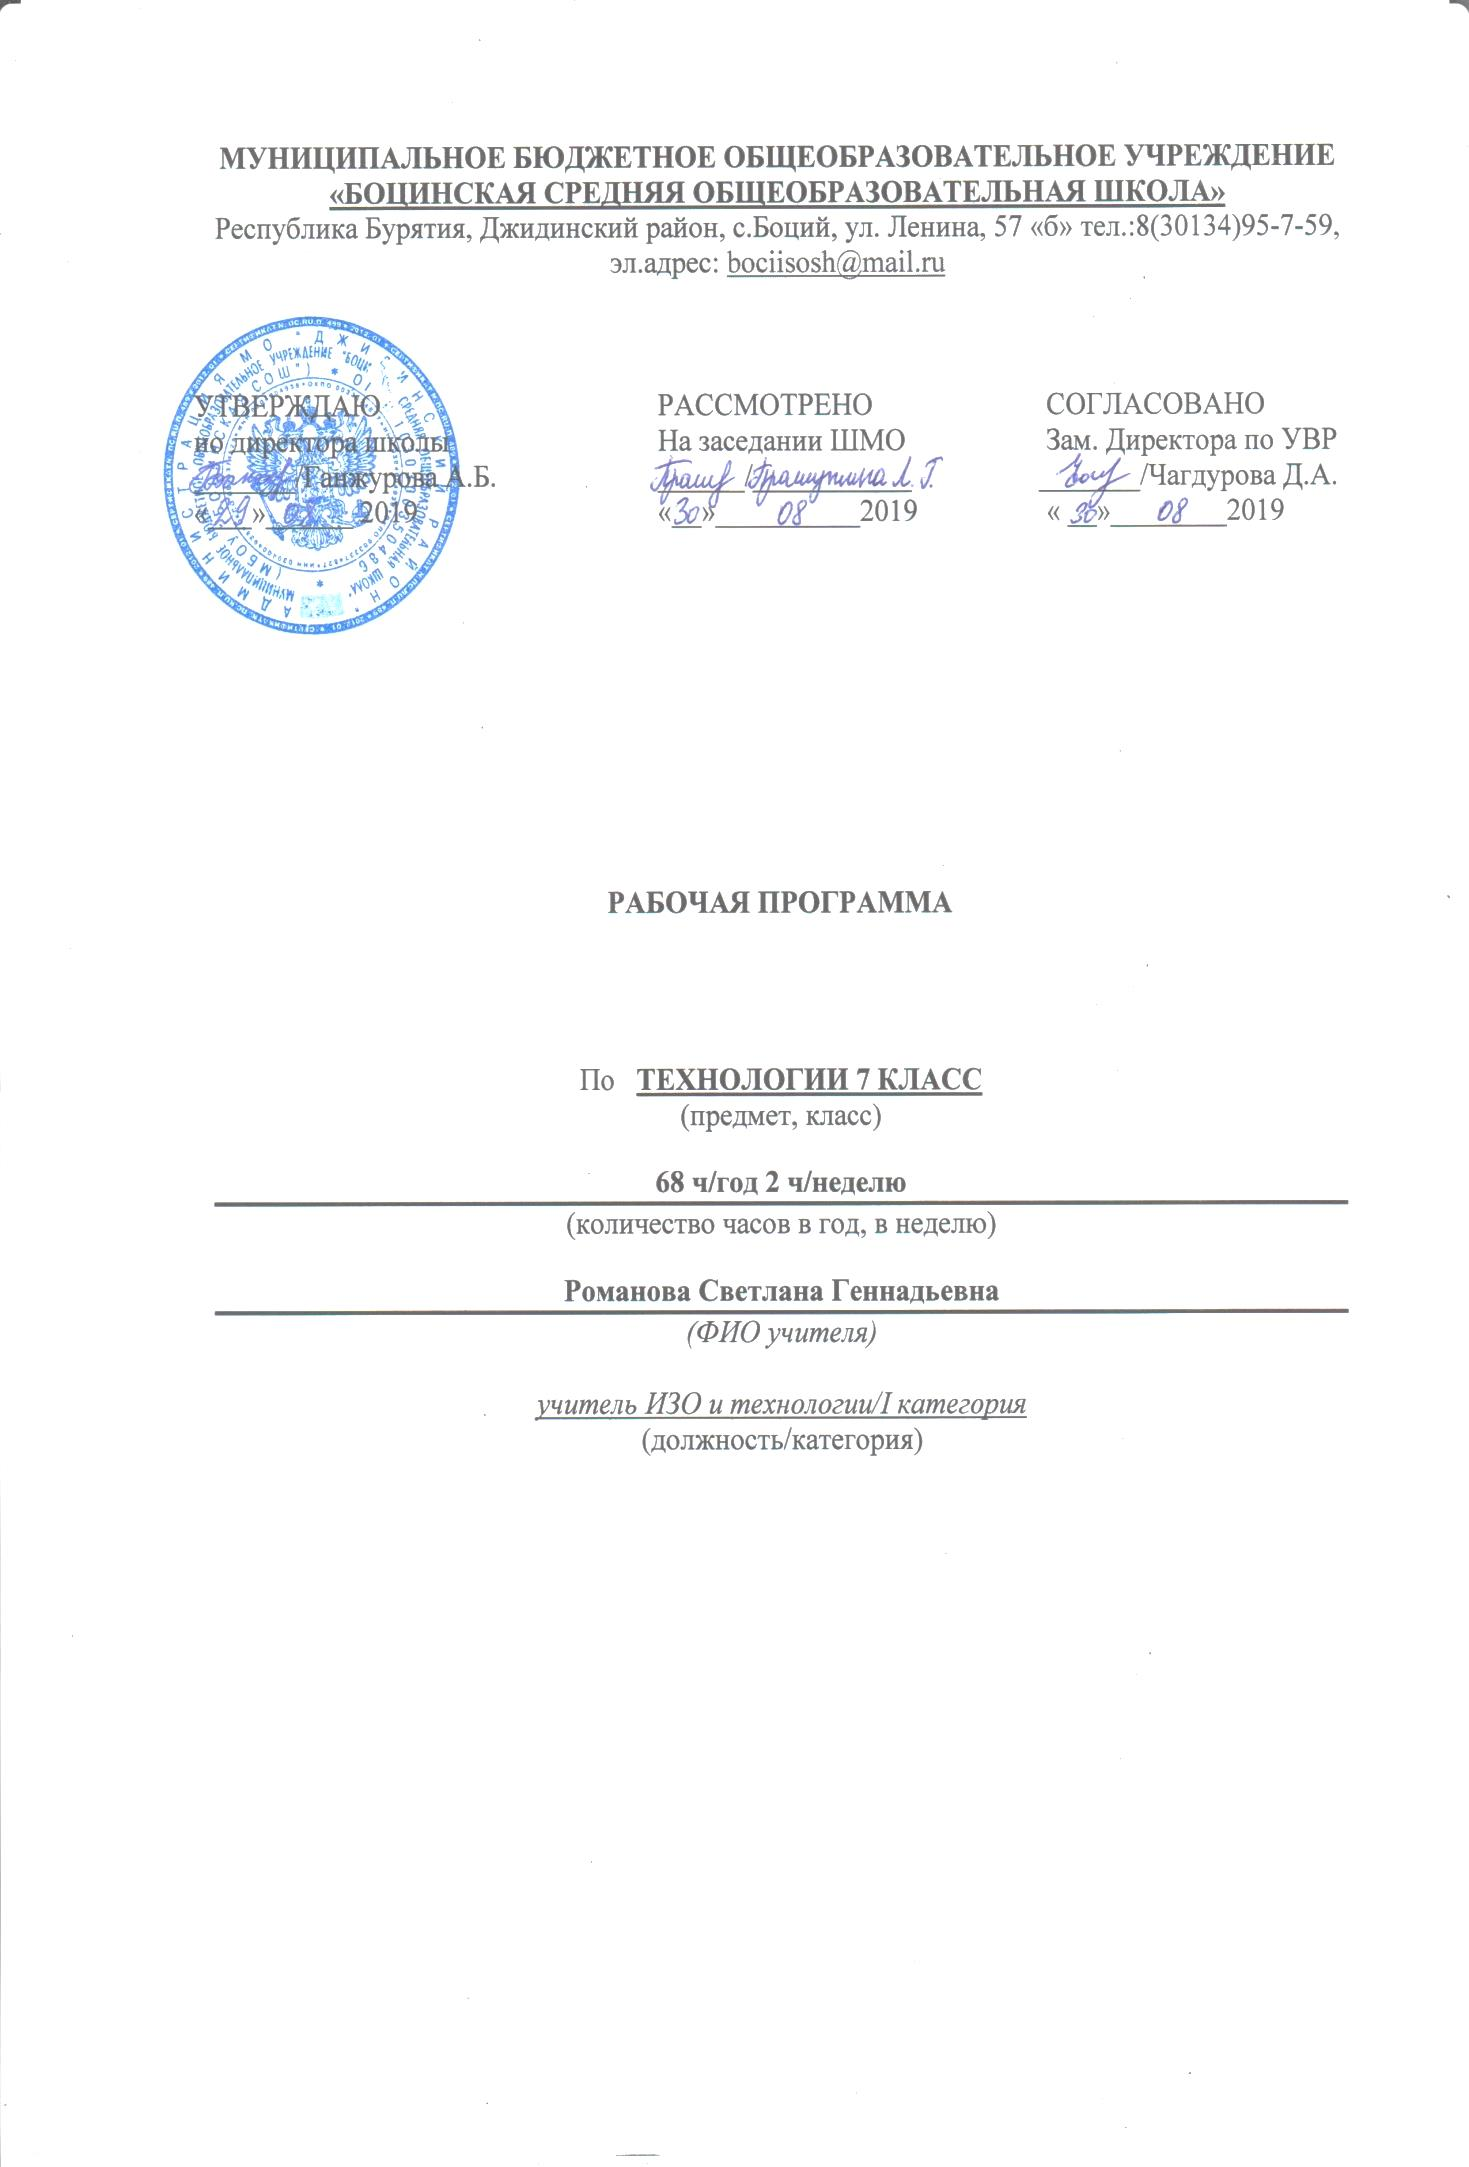 МУНИЦИПАЛЬНОЕ БЮДЖЕТНОЕ ОБЩЕОБРАЗОВАТЕЛЬНОЕ УЧРЕЖДЕНИЕ
«БОЦИНСКАЯ СРЕДНЯЯ ОБЩЕОБРАЗОВАТЕЛЬНАЯ ШКОЛА»
Республика Бурятия, Джидинский район, с.Боций, ул. Ленина, 57 «б» тел.:8(30134)95-7-59,
эл.адрес: bociisosh@mail.ru
УТВЕРЖДАЮ
ио директора школы
/Ганжурова А.Б.
«29» 08 2019
РАССМОТРЕНО
На заседании ШМО
/
«30» 08 2019
СОГЛАСОВАНО
Зам. Директора по УВР
/Чагдурова Д.А.
« 30» 08 2019
РАБОЧАЯ ПРОГРАММА
По ТЕХНОЛОГИИ 7 КЛАСС
(предмет, класс)
68 ч/год 2 ч/неделю
(количество часов в год, в неделю)
Романова Светлана Геннадьевна
(ФИО учителя)
учитель ИЗО и технологии/I категория
(должность/категория)